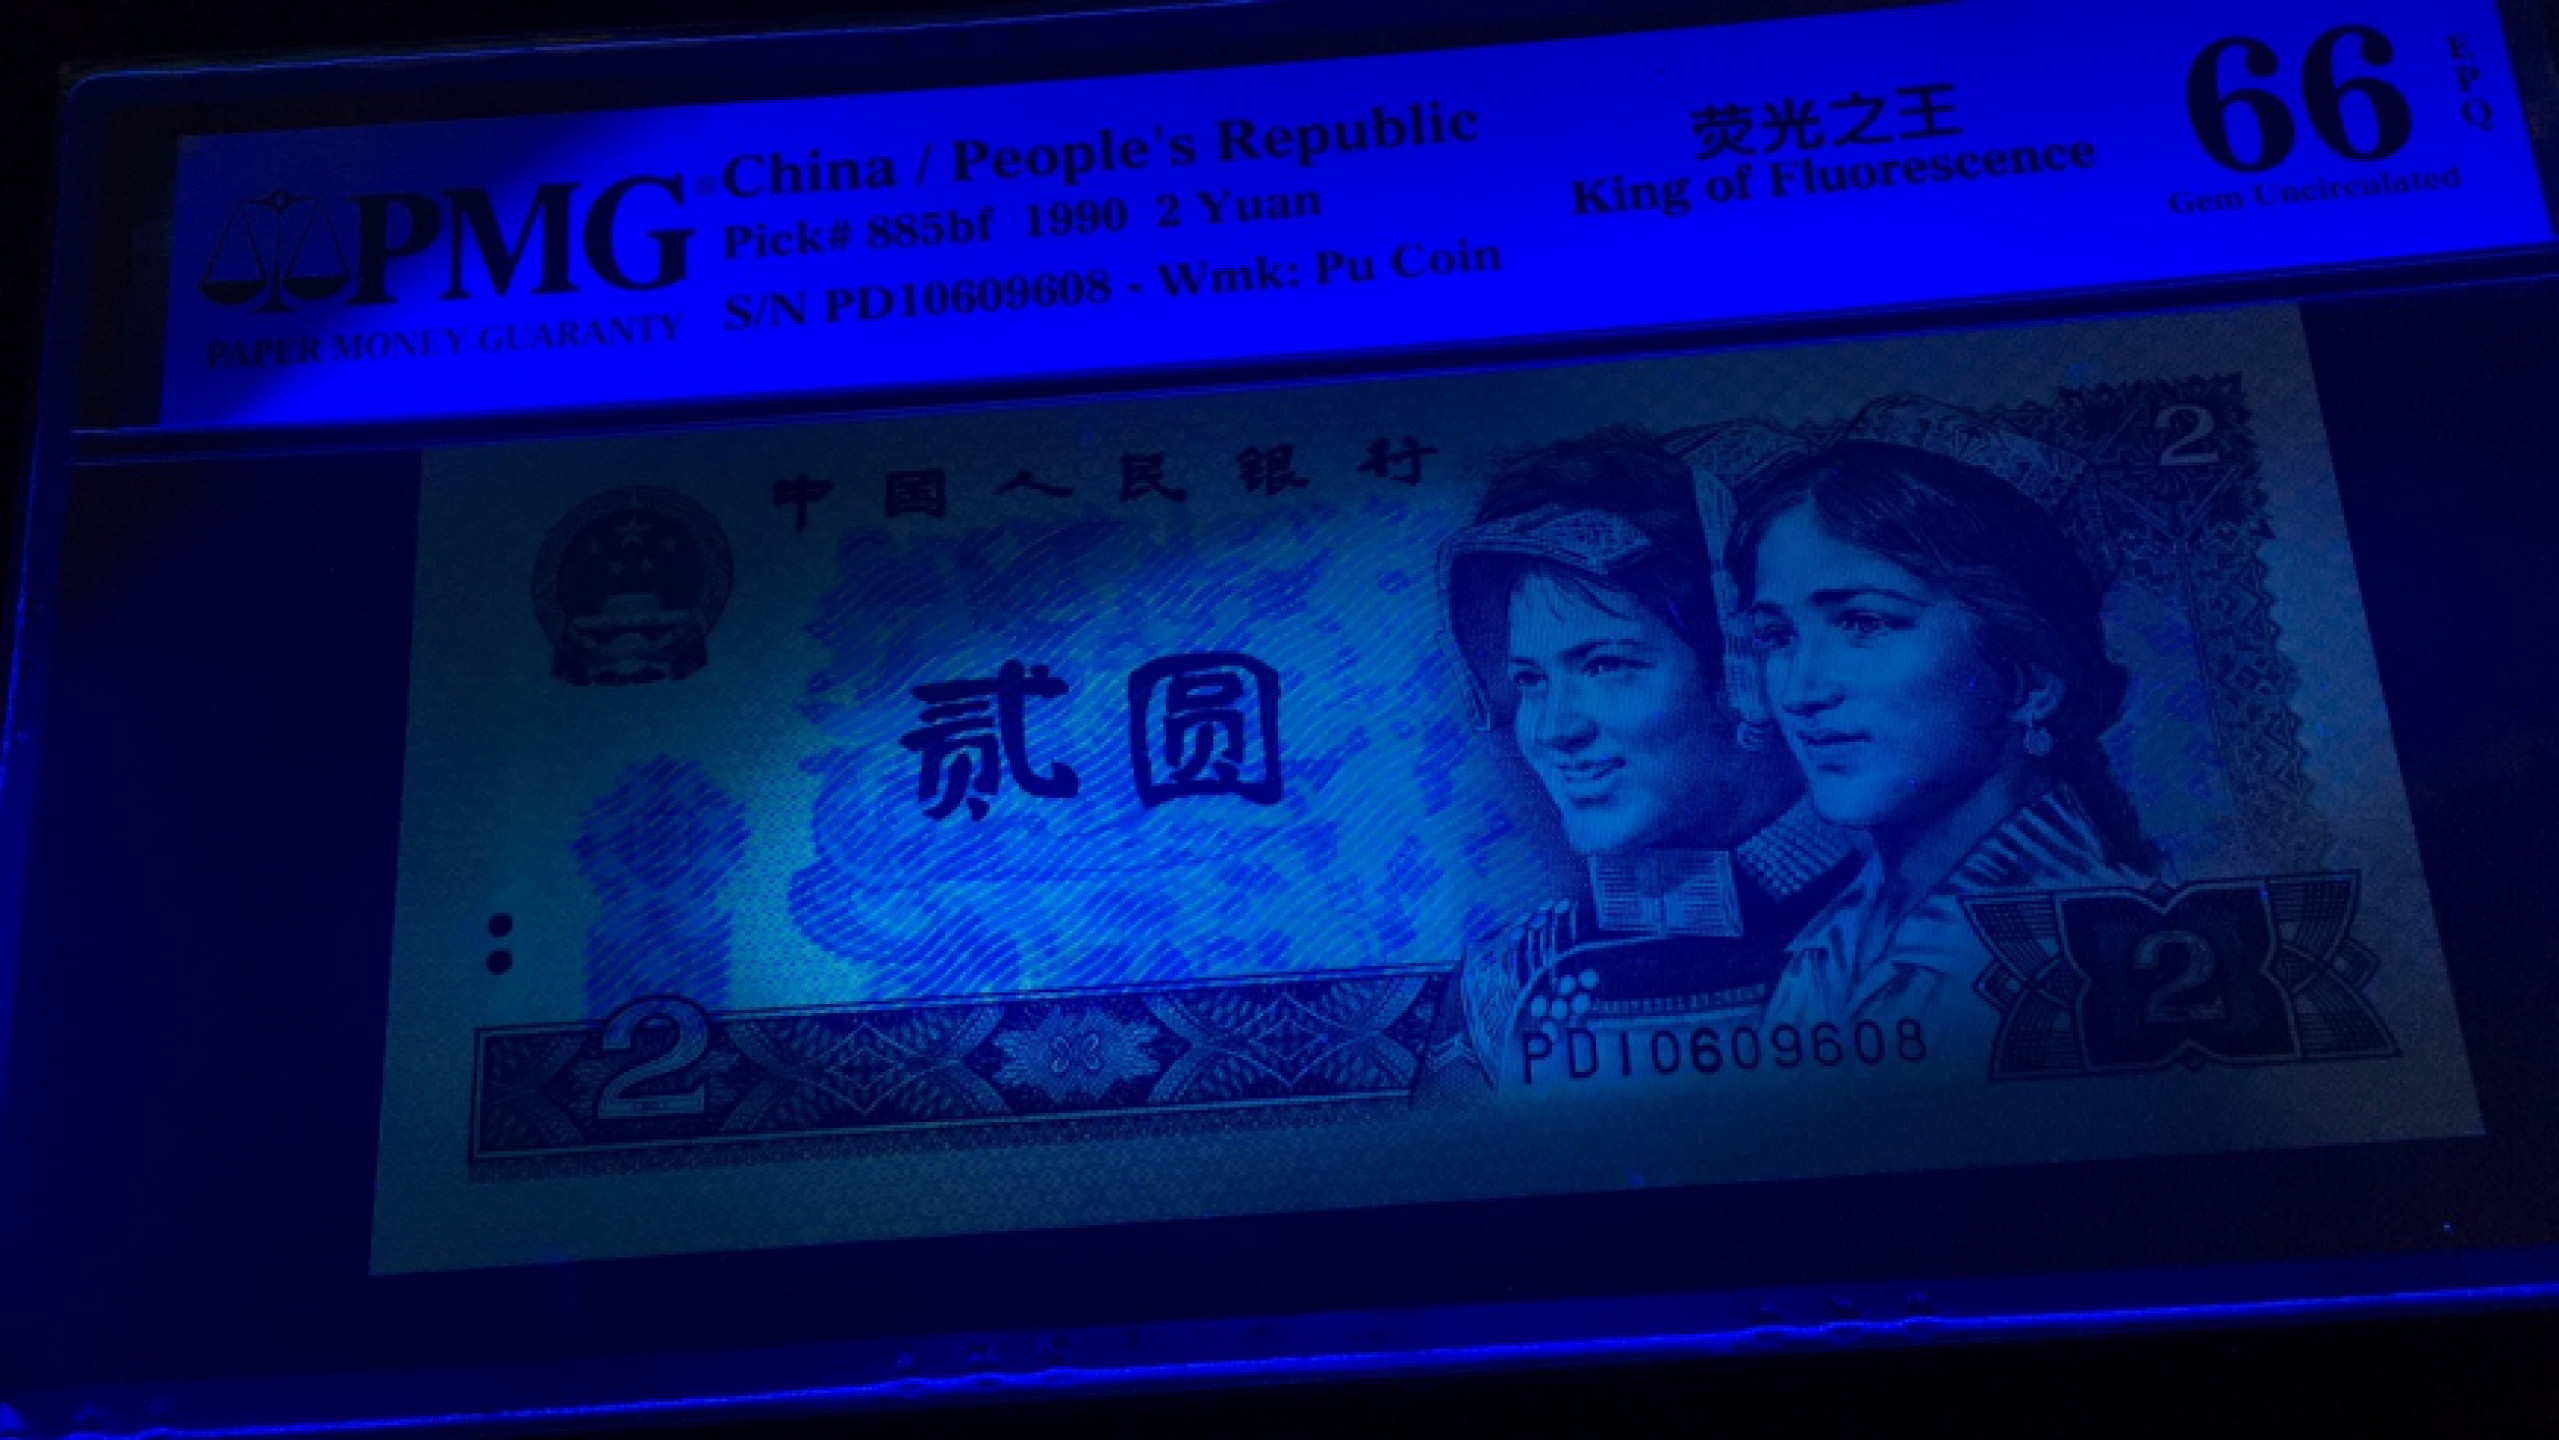 PMG
PAPER MONEY GUARANTY
China / People's Republic
Pick# 885bf 1990 2 Yuan
S/N PD10609608 - Wmk: Pu Coin
荧光之王
King of Fluorescence
66
EPQ
Gem Uncirculated
中国人民银行
2
贰圆
2
2
PD10609608